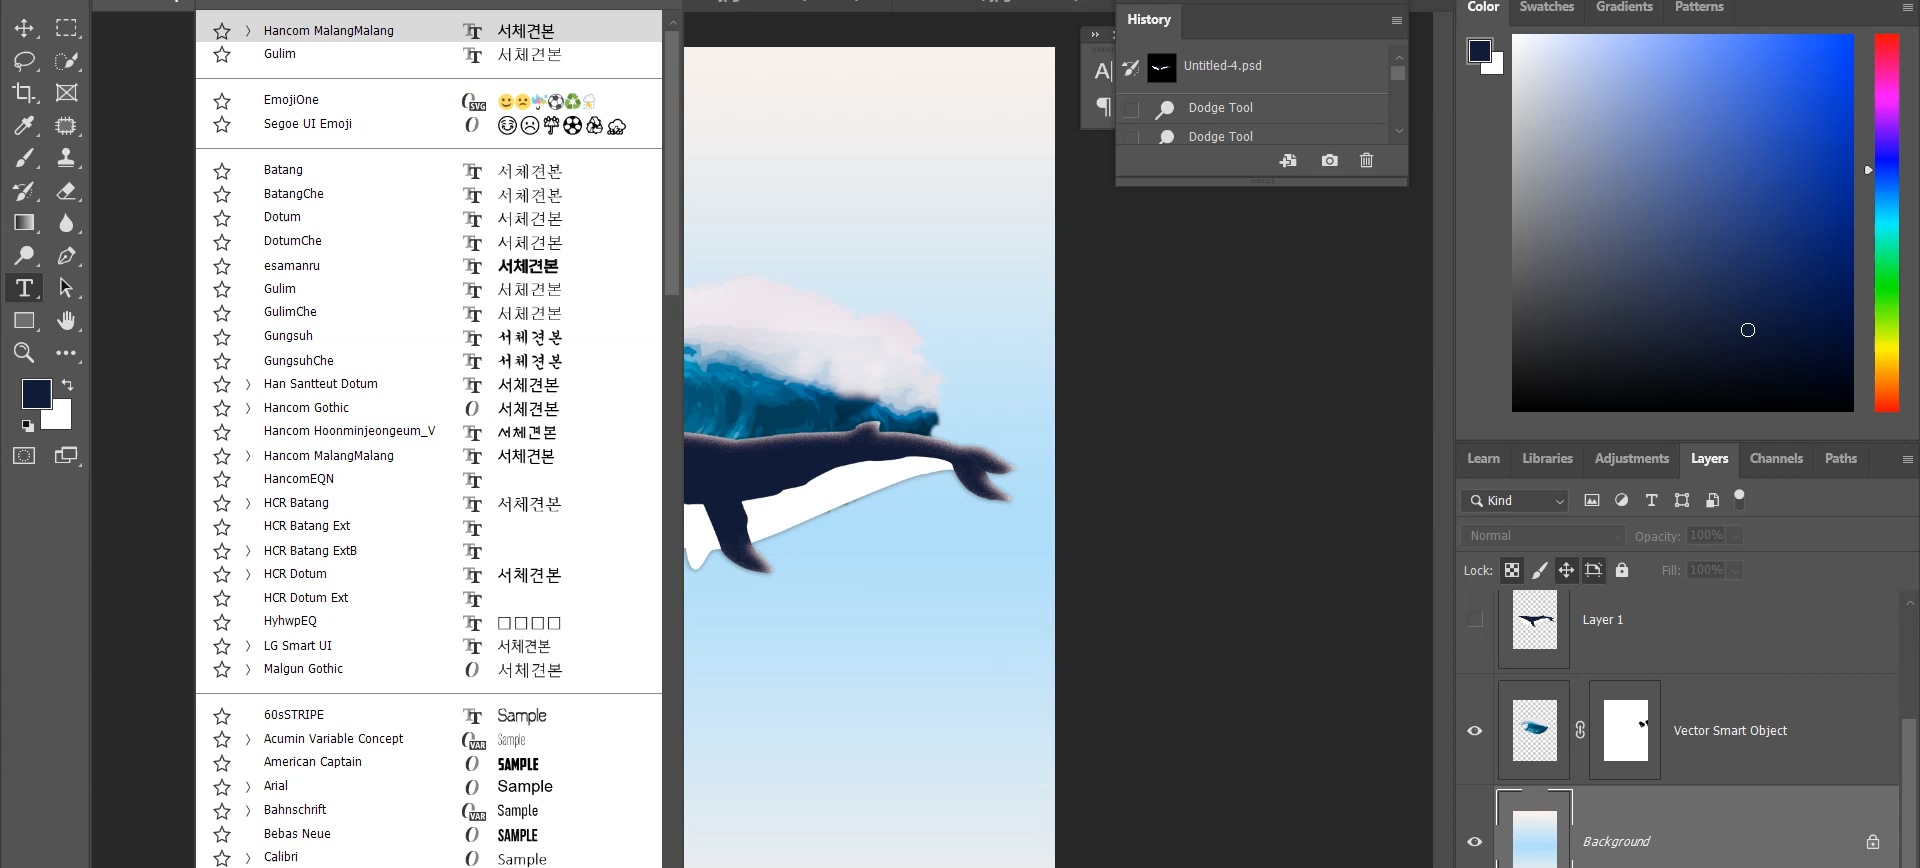 Hancom MalangMalang 서체견본
Gulim 서체견본
EmojiOne
Segoe UI Emoji
Batang 서체견본
BatangChe 서체견본
Dotum 서체견본
DotumChe 서체견본
esamanru 서체견본
Gulim 서체견본
GulimChe 서체견본
Gungsuh 서체견본
GungsuhChe 서체견본
Han Santteut Dotum 서체견본
Hancom Gothic 서체견본
Hancom Hoonminjeongeum_V 서체견본
Hancom MalangMalang 서체견본
HancomEQN
HCR Batang 서체견본
HCR Batang Ext
HCR Batang ExtB
HCR Dotum 서체견본
HCR Dotum Ext
HyhwpEQ
LG Smart UI 서체견본
Malgun Gothic 서체견본
60sSTRIPE Sample
Acumin Variable Concept Sample
American Captain SAMPLE
Arial Sample
Bahnschrift Sample
Bebas Neue SAMPLE
Calibri Sample
History
Untitled-4.psd
Dodge Tool
Dodge Tool
Color Swatches Gradients Patterns
Learn Libraries Adjustments Layers Channels Paths
Kind
Normal Opacity: 100%
Lock: Fill: 100%
Layer 1
Vector Smart Object
Background